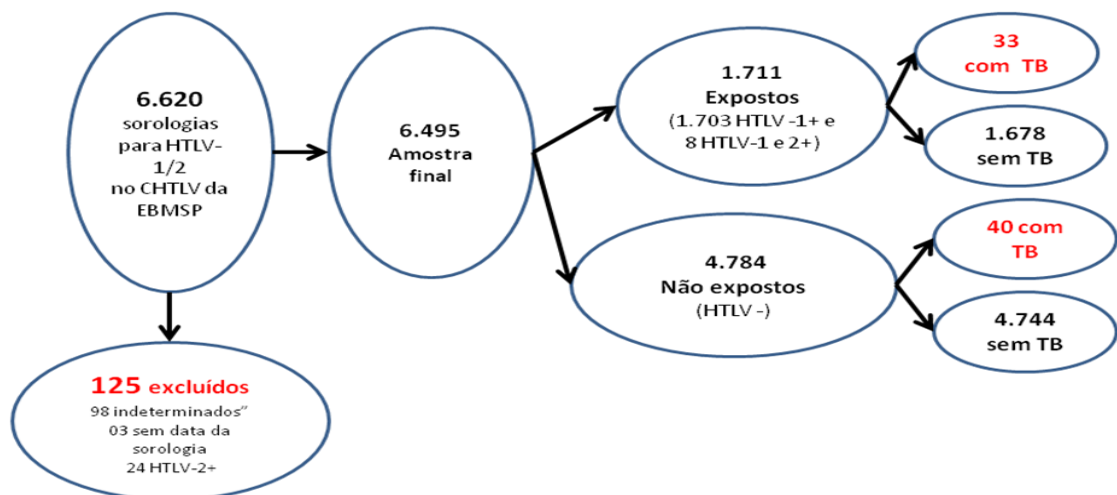 6.620
sorologias
para HTLV-
1/2
no CHTLV da
EBMSP
125 excluídos
98 indeterminados”
03 sem data da
sorologia
24 HTLV-2+
6.495
Amostra
final
1.711
Expostos
(1.703 HTLV -1+ e
8 HTLV-1 e 2+)
4.784
Não expostos
(HTLV -)
33
com TB
1.678
sem TB
40 com
TB
4.744
sem TB